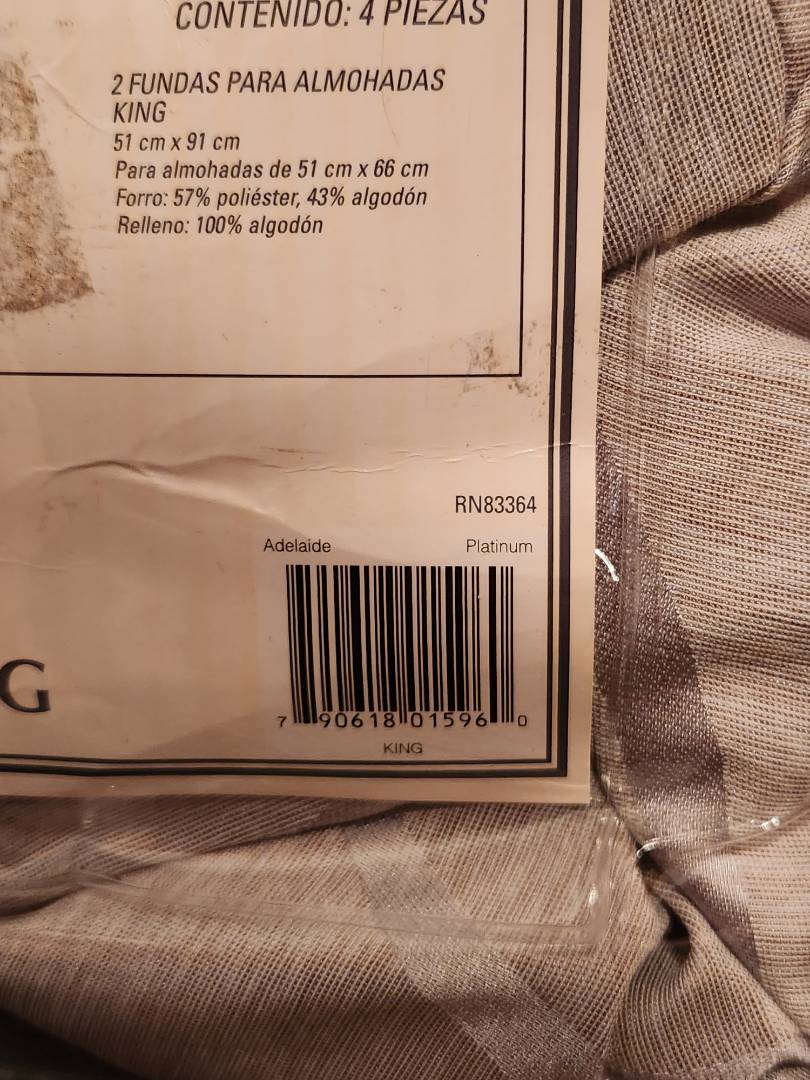 CONTENIDO: 4 PIEZAS
2 FUNDAS PARA ALMOHADAS
KING
51 cm x 91 cm
Para almohadas de 51 cm x 66 cm
Forro: 57% poliéster, 43% algodón
Relleno: 100% algodón
RN83364
Adelaide Platinum
G
7 90618 01596 0
KING